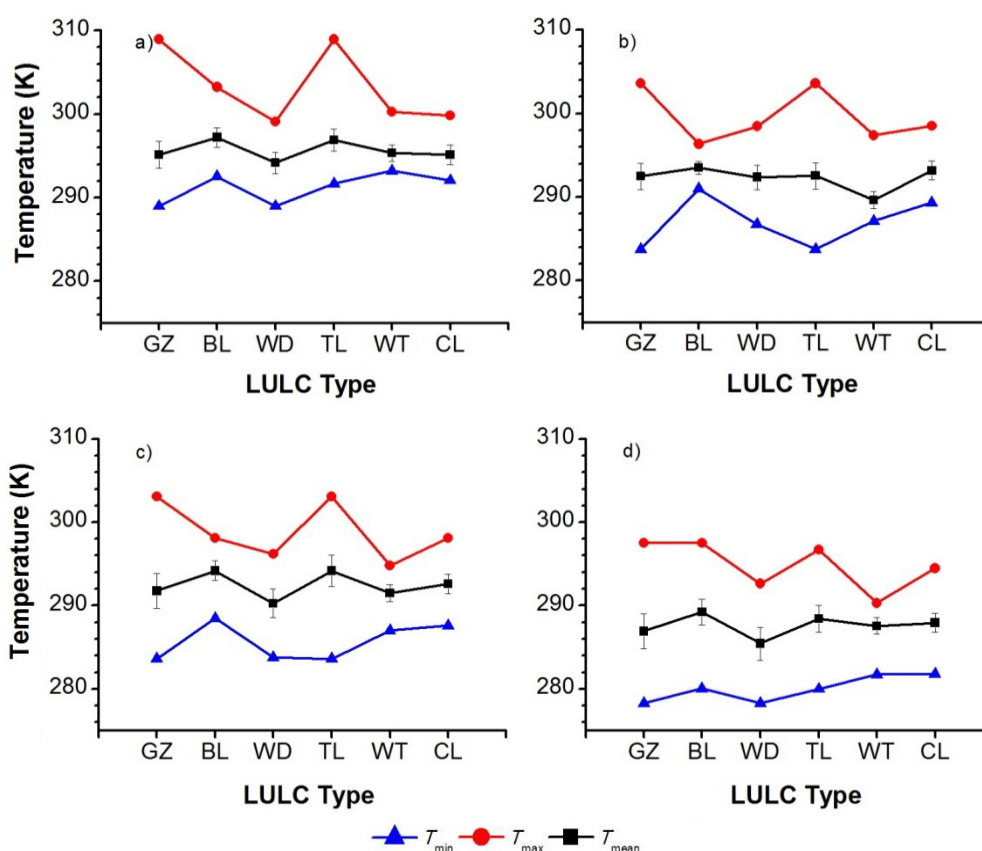 a)
310
300
290
280
Temperature (K)
GZ BL WD TL WT CL
LULC Type
b)
310
300
290
280
GZ BL WD TL WT CL
LULC Type
c)
310
300
290
280
Temperature (K)
GZ BL WD TL WT CL
LULC Type
d)
310
300
290
280
GZ BL WD TL WT CL
LULC Type
Tmin Tmax Tmean